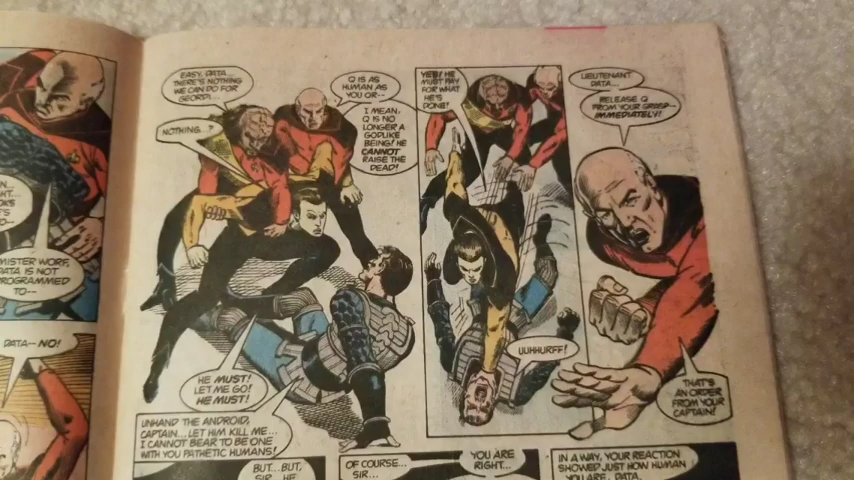 MISTER WORF,
DATA IS NOT
PROGRAMMED
TO--
DATA-- NO!
EASY, DATA...
THERE'S NOTHING
WE CAN DO FOR
GEORDI...
NOTHING...?
Q IS AS
HUMAN AS
YOU OR--
I MEAN,
Q IS NO
LONGER A
GODLIKE
BEING! HE
CANNOT
RAISE THE
DEAD!
HE MUST!
LET ME GO!
HE MUST!
UNHAND THE ANDROID,
CAPTAIN... LET HIM KILL ME...
I CANNOT BEAR TO BE ONE
WITH YOU PATHETIC HUMANS!
YES! HE
MUST PAY
FOR WHAT
HE'S
DONE!
UUHHURFF!
LIEUTENANT
DATA...
RELEASE Q
FROM YOUR GRASP--
IMMEDIATELY!
THAT'S
AN ORDER
FROM YOUR
CAPTAIN!
BUT... BUT,
SIR... HE
OF COURSE...
SIR...
YOU ARE
RIGHT...
IN A WAY, YOUR REACTION
SHOWED JUST HOW HUMAN
YOU ARE, DATA.